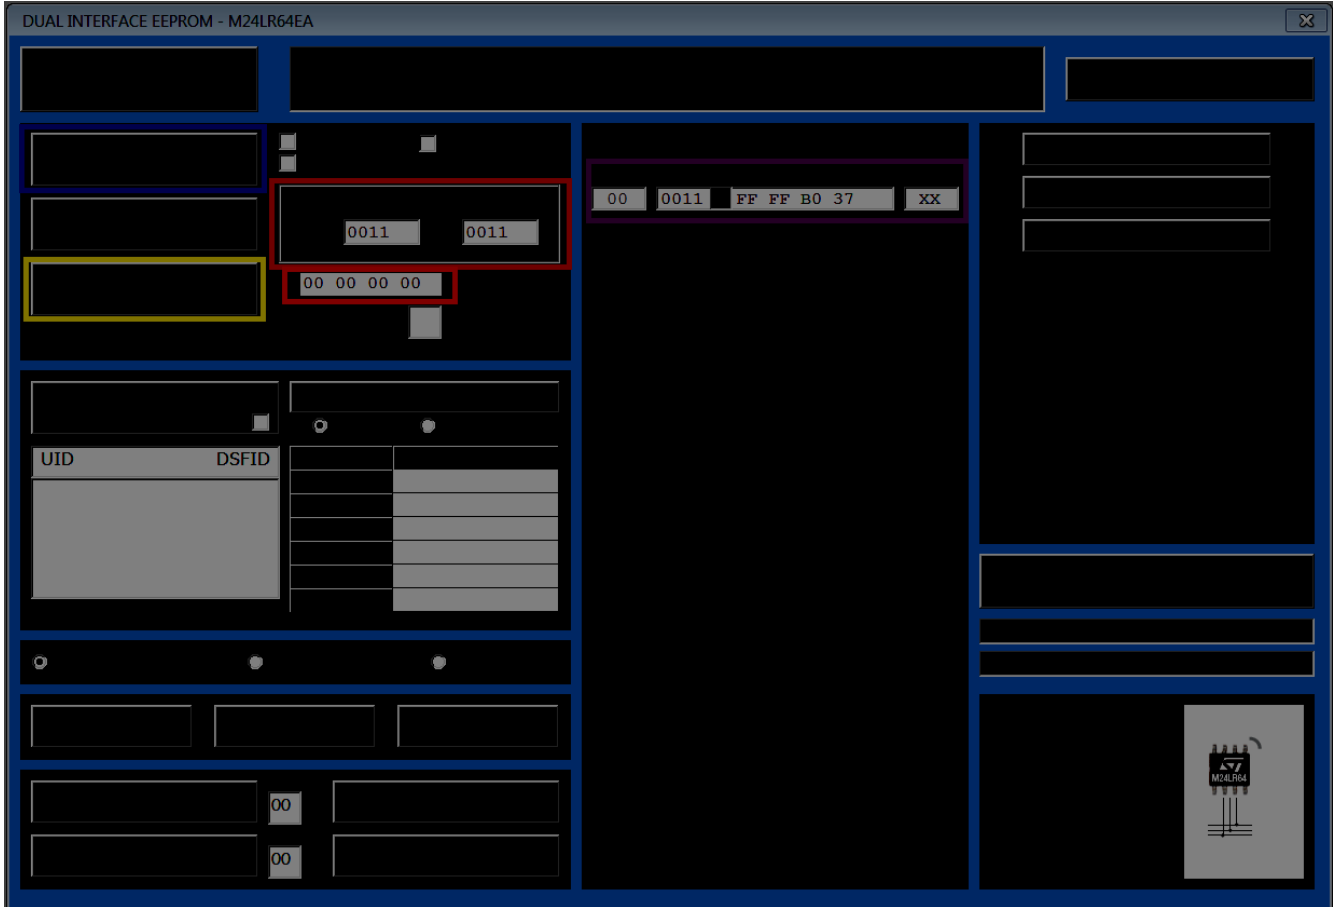 DUAL INTERFACE EEPROM - M24LR64EA
00 0011 FF FF B0 37 XX
0011 0011
00 00 00 00
UID DSFID
M24LR64
00
00